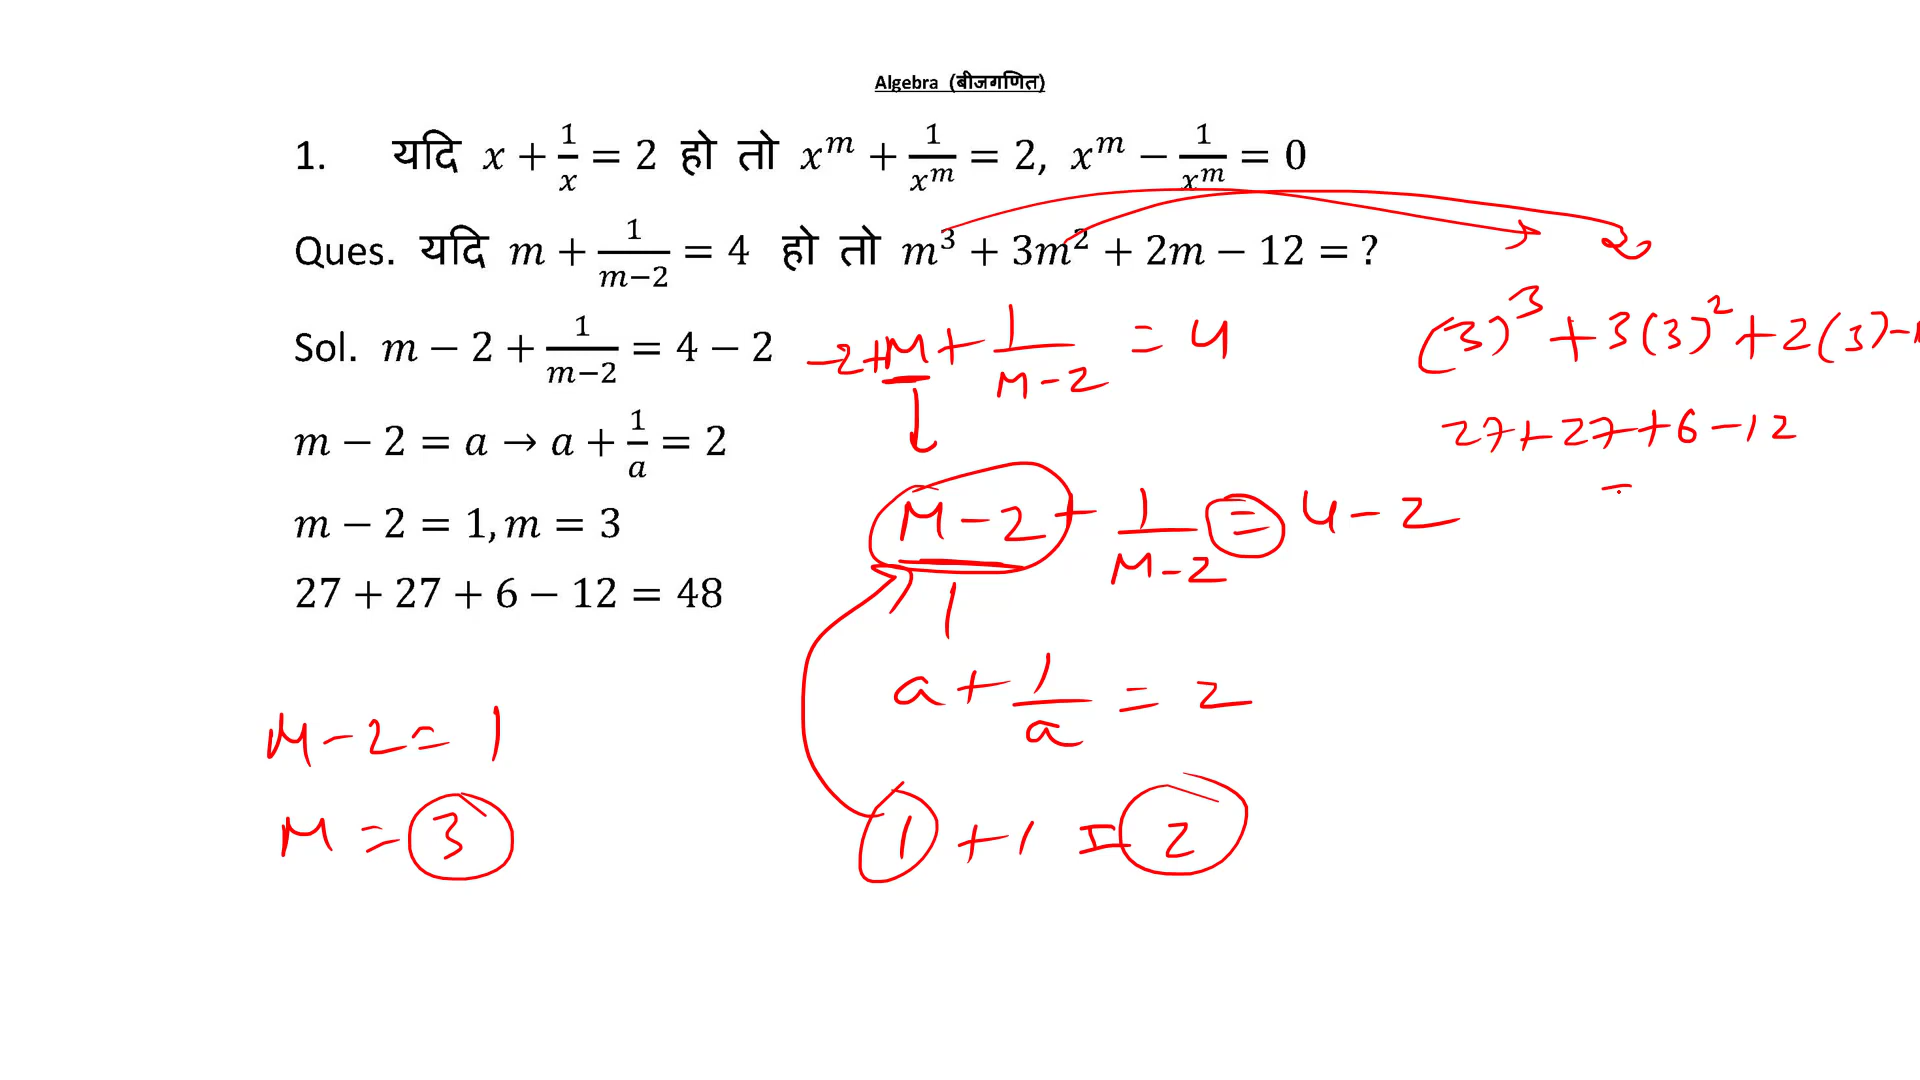 Algebra (बीजगणित)
1. यदि x + 1/x = 2 हो तो x^m + 1/x^m = 2, x^m − 1/x^m = 0
Ques. यदि m + 1/(m−2) = 4 हो तो m³ + 3m² + 2m − 12 = ?
Sol. m − 2 + 1/(m−2) = 4 − 2
m − 2 = a → a + 1/a = 2
m − 2 = 1, m = 3
27 + 27 + 6 − 12 = 48
M − 2 = 1
M = 3
−2 + M + 1/(M−2) = 4
M − 2 + 1/(M−2) = 4 − 2
1
a + 1/a = 2
1 + 1 = 2
(3)³ + 3(3)² + 2(3) −
27 + 27 + 6 − 12
=